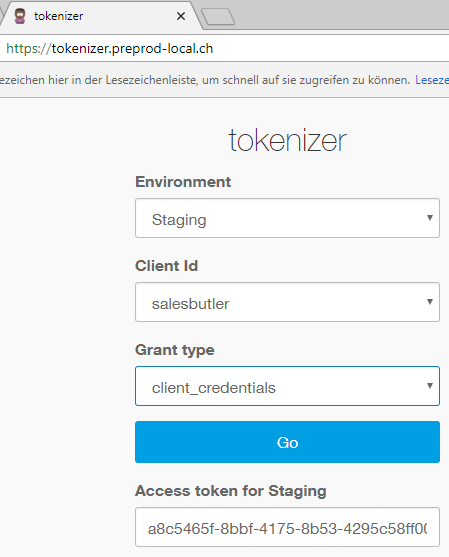 tokenizer
https://tokenizer.preprod-local.ch
ezeichen hier in der Lesezeichenleiste, um schnell auf sie zugreifen zu können. Leseze
tokenizer
Environment
Staging
Client Id
salesbutler
Grant type
client_credentials
Go
Access token for Staging
a8c5465f-8bbf-4175-8b53-4295c58ff00